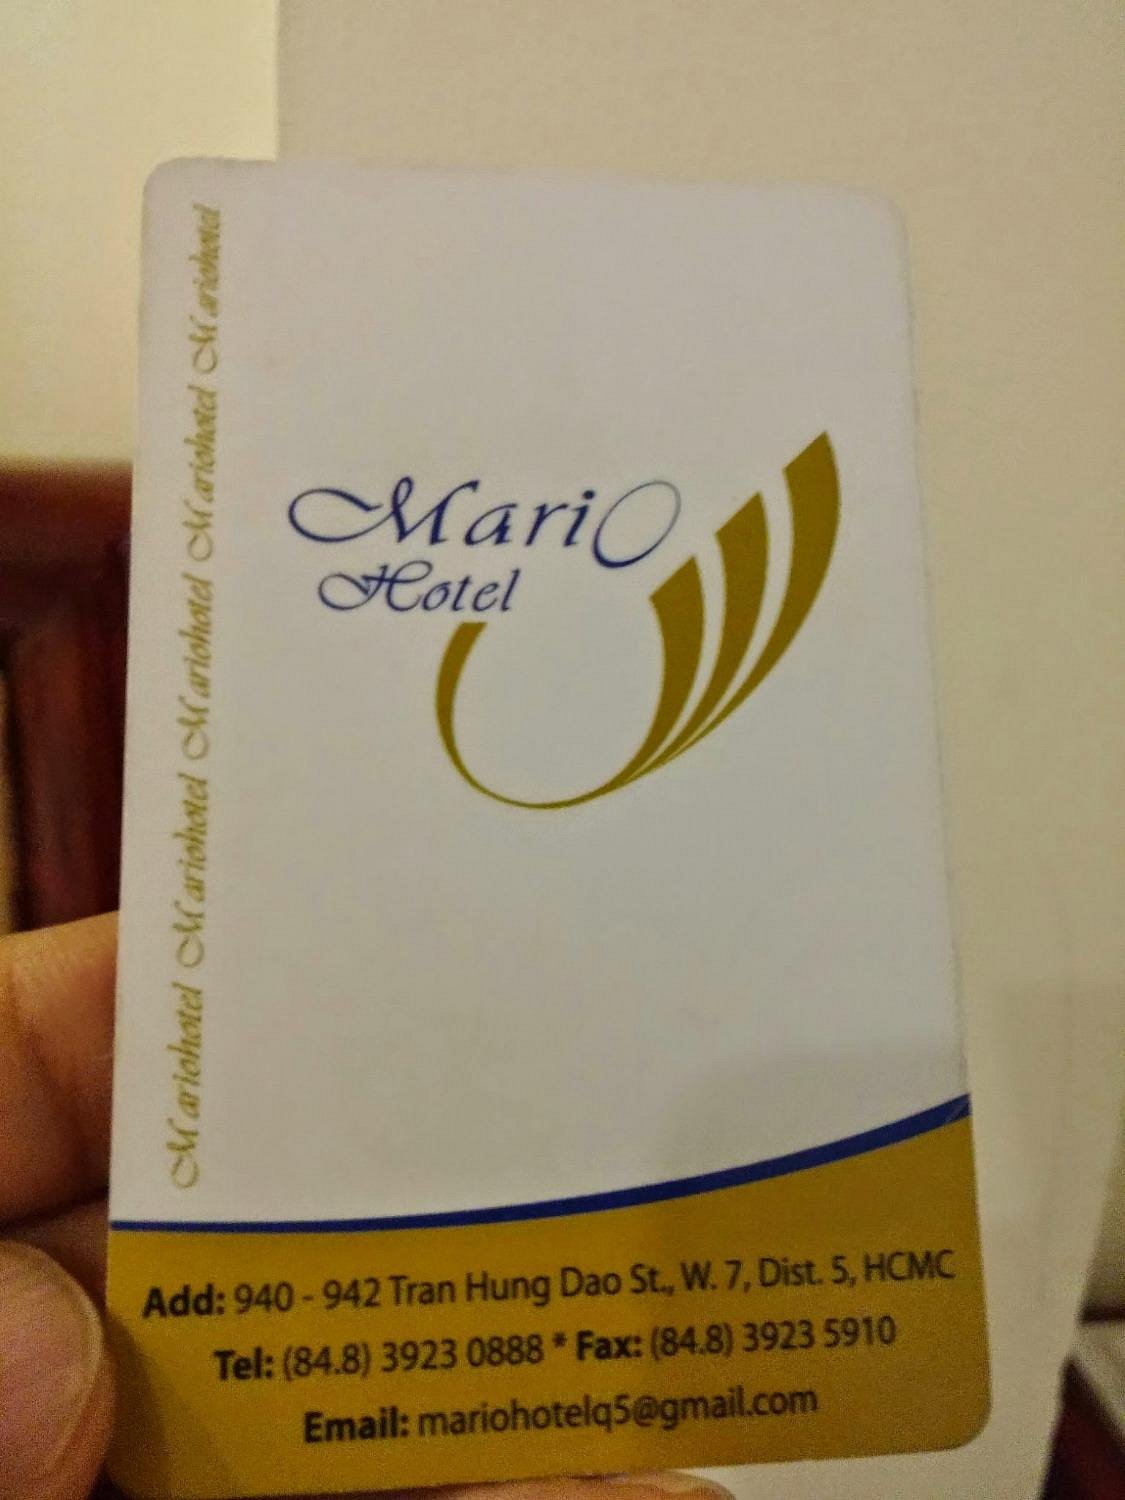 Mariohotel Mariohotel Mariohotel Mariohotel Mariohotel
MariO
Hotel
Add: 940 - 942 Tran Hung Dao St., W. 7, Dist. 5, HCMC
Tel: (84.8) 3923 0888 * Fax: (84.8) 3923 5910
Email: mariohotelq5@gmail.com